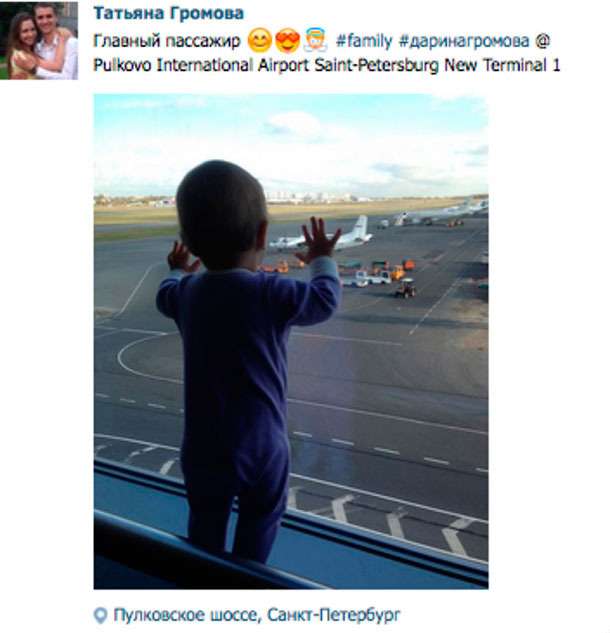 Татьяна Громова
Главный пассажир 😊😍👼 #family #даринагромова @
Pulkovo International Airport Saint-Petersburg New Terminal 1
Пулковское шоссе, Санкт-Петербург